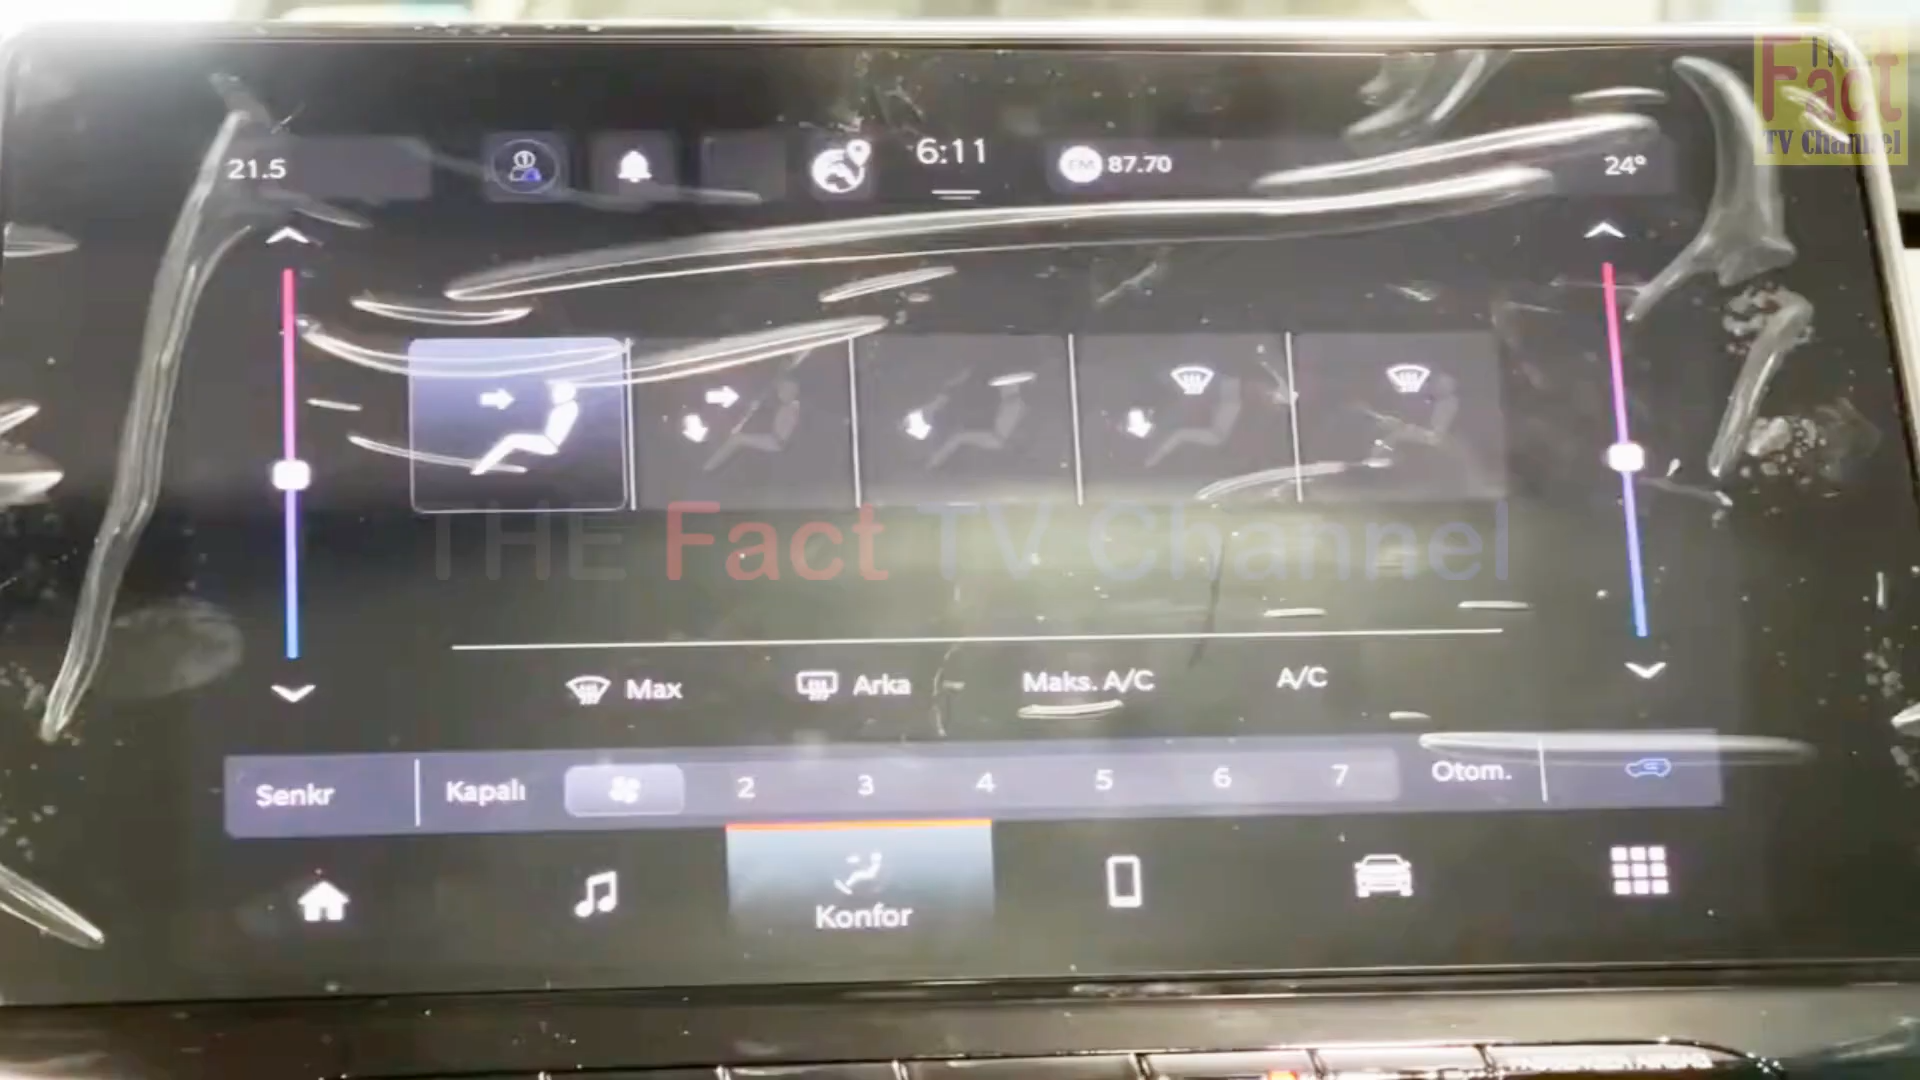 THE
Fact
TV Channel
21.5
6:11
FM 87.70
24°
THE Fact TV Channel
Max
Arka
Maks. A/C
A/C
Senkr
Kapalı
2
3
4
5
6
7
Otom.
Konfor